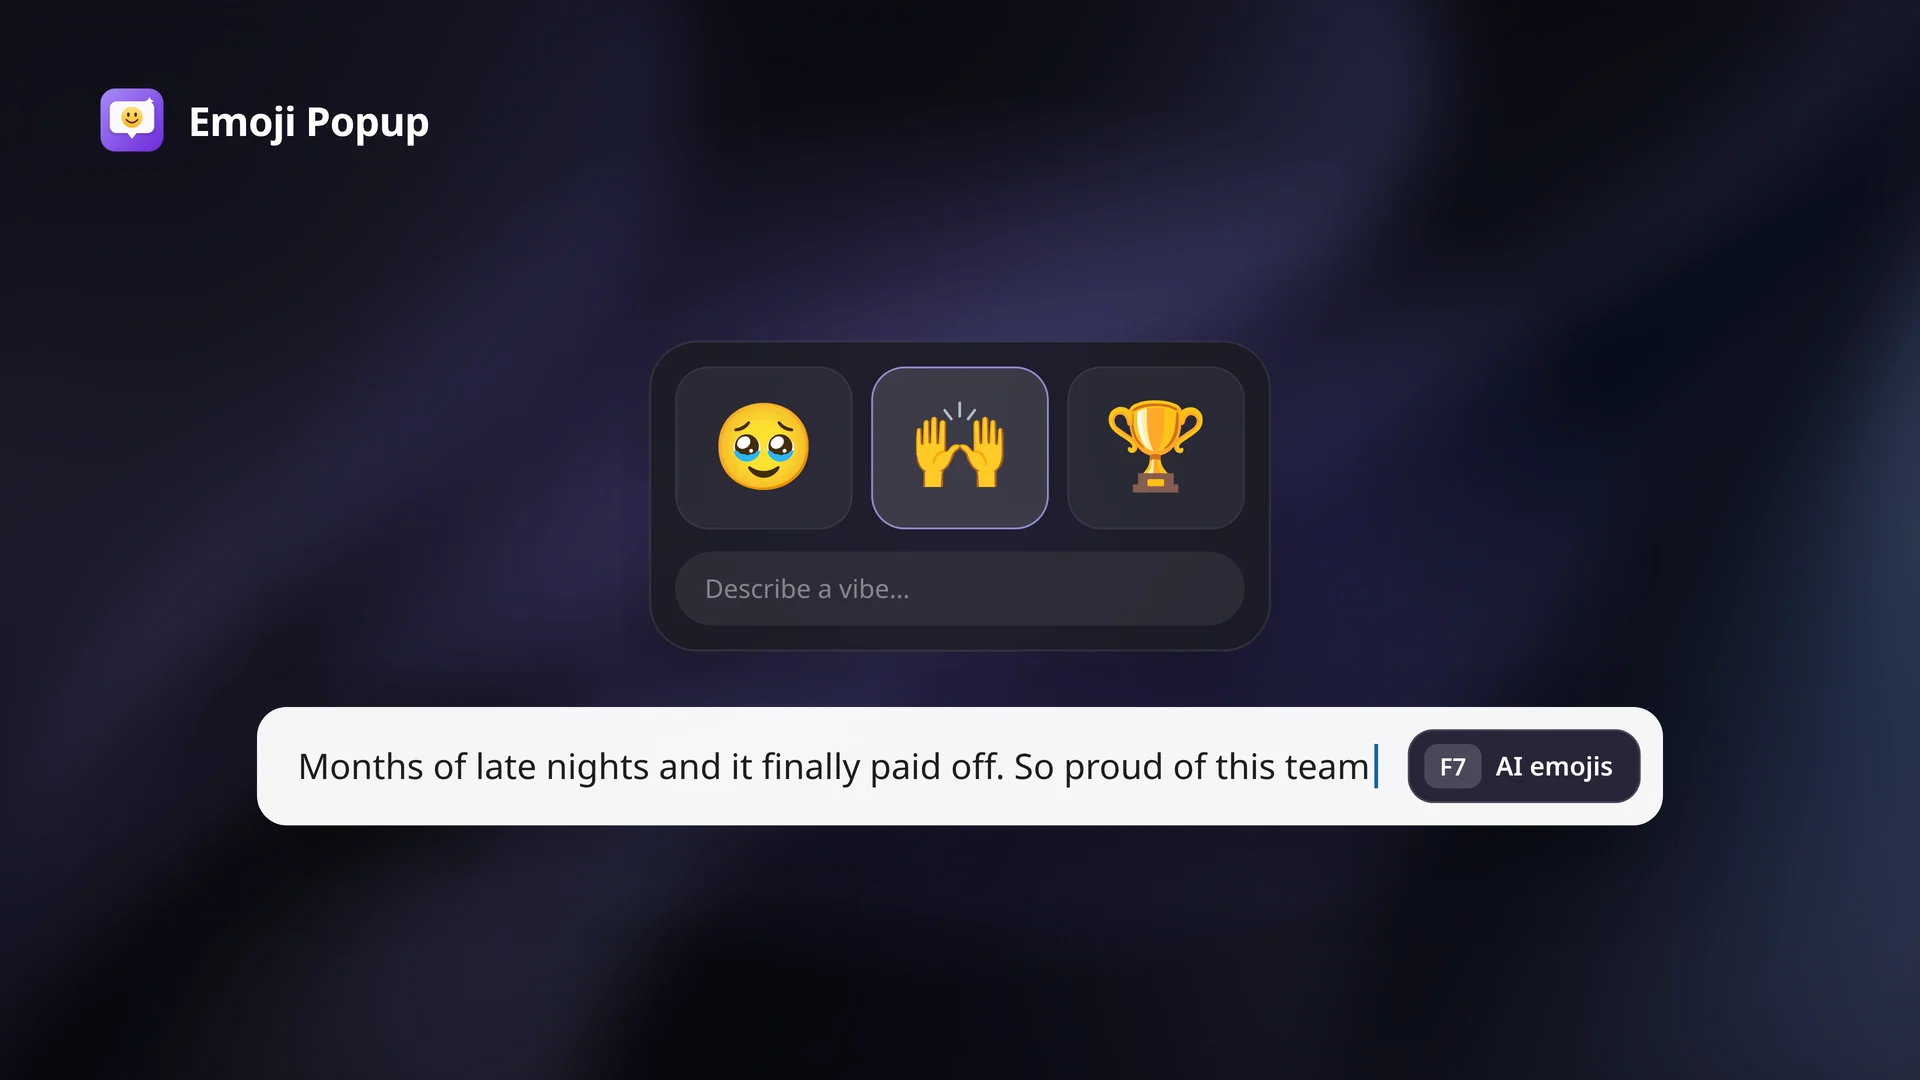 Emoji Popup
Describe a vibe...
Months of late nights and it finally paid off. So proud of this team
F7 AI emojis